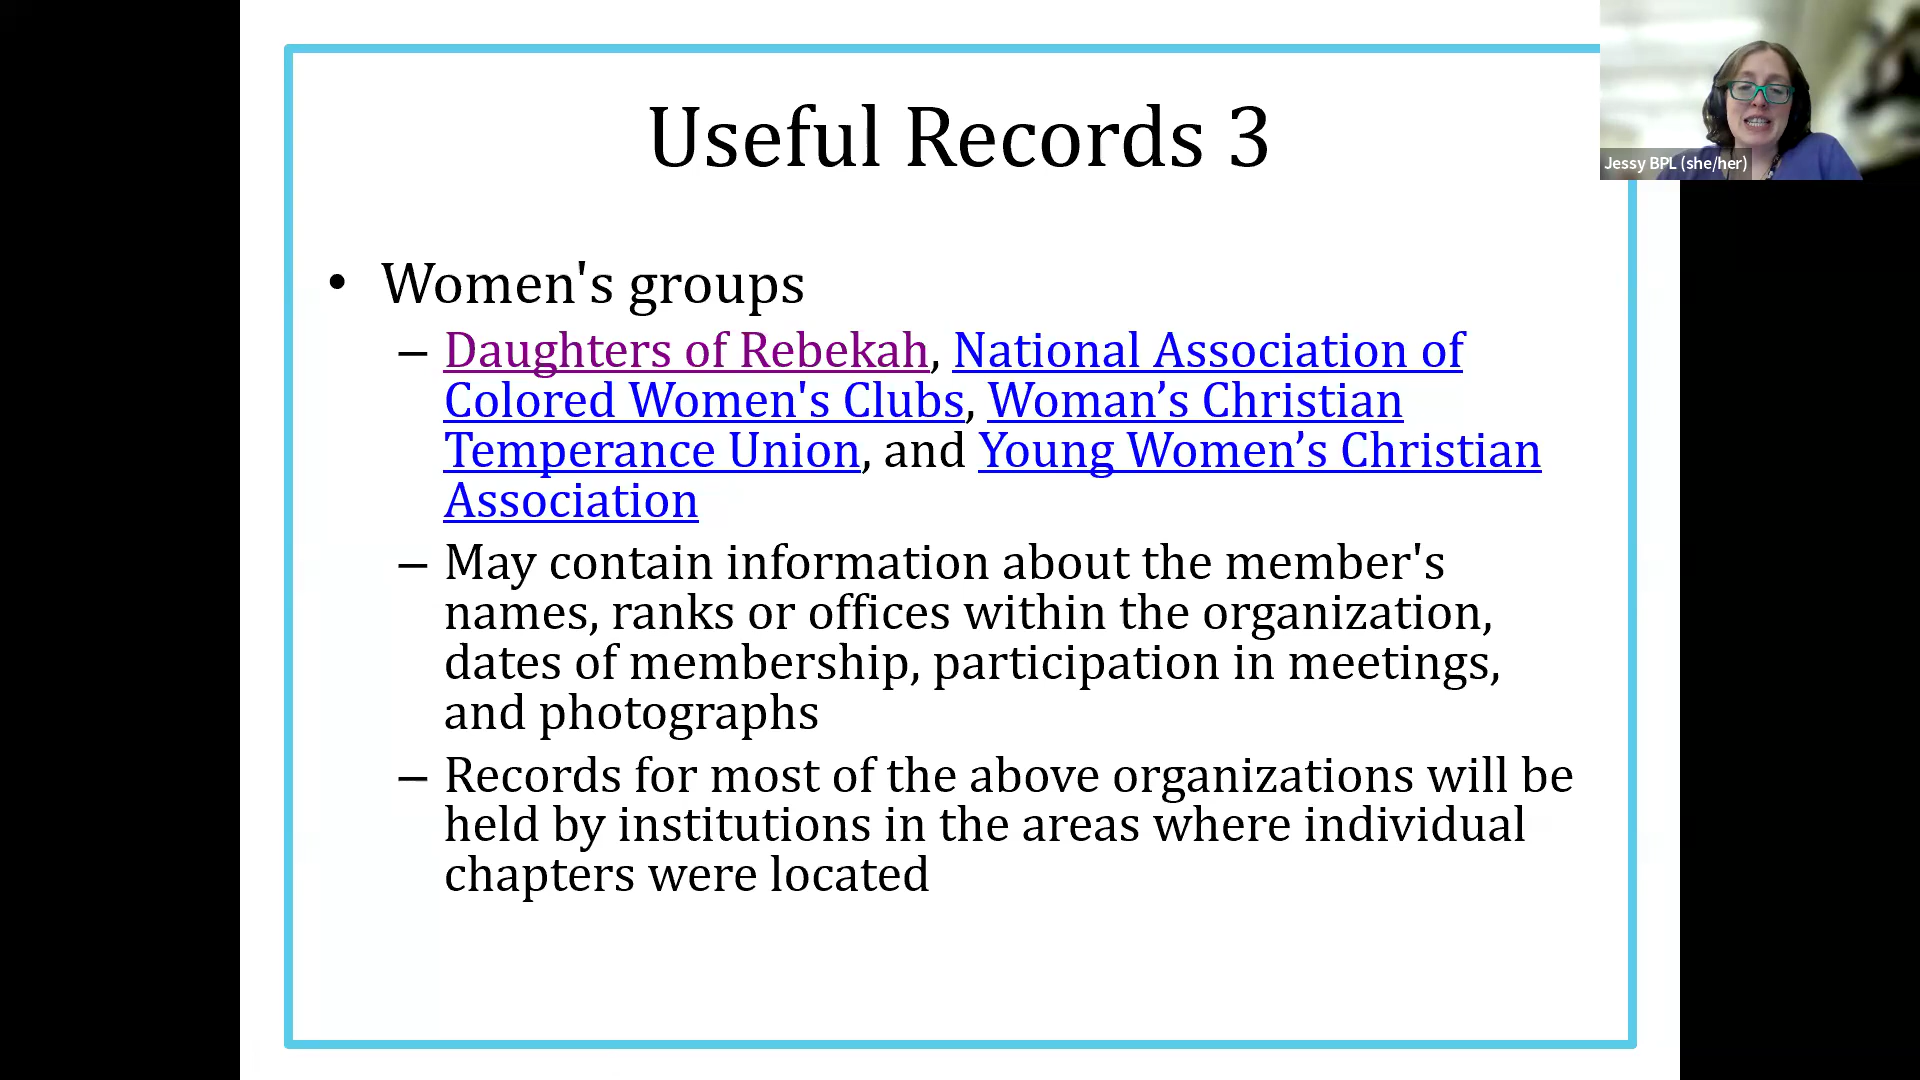 Useful Records 3
Jessy BPL (she/her)
• Women's groups
– Daughters of Rebekah, National Association of
Colored Women's Clubs, Woman’s Christian
Temperance Union, and Young Women’s Christian
Association
– May contain information about the member's
names, ranks or offices within the organization,
dates of membership, participation in meetings,
and photographs
– Records for most of the above organizations will be
held by institutions in the areas where individual
chapters were located